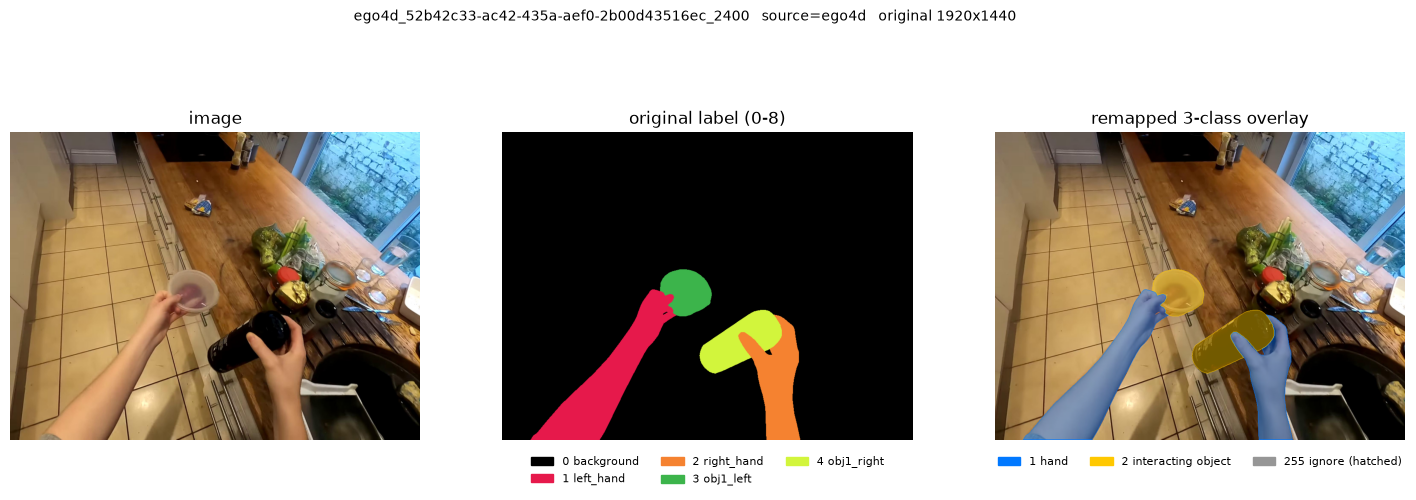 ego4d_52b42c33-ac42-435a-aef0-2b00d43516ec_2400   source=ego4d   original 1920x1440
image
original label (0-8)
remapped 3-class overlay
0 background
1 left_hand
2 right_hand
3 obj1_left
4 obj1_right
1 hand
2 interacting object
255 ignore (hatched)